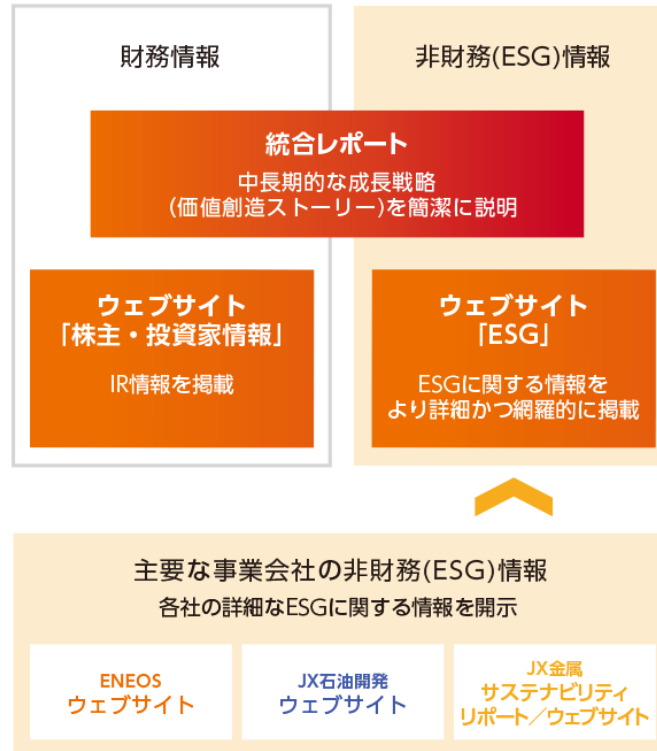 財務情報
非財務(ESG)情報
統合レポート
中長期的な成長戦略
(価値創造ストーリー)を簡潔に説明
ウェブサイト
「株主・投資家情報」
IR情報を掲載
ウェブサイト
「ESG」
ESGに関する情報を
より詳細かつ網羅的に掲載
主要な事業会社の非財務(ESG)情報
各社の詳細なESGに関する情報を開示
ENEOS
ウェブサイト
JX石油開発
ウェブサイト
JX金属
サステナビリティ
リポート／ウェブサイト